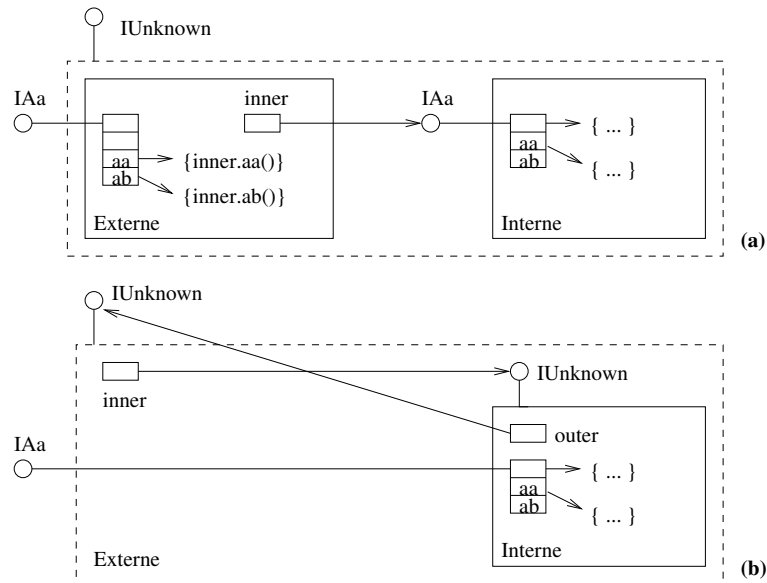 IUnknown
IAa
inner
IAa
{ ... }
aa
ab
{inner.aa()}
{inner.ab()}
aa
ab
{ ... }
Externe
Interne
(a)
IUnknown
inner
IUnknown
outer
IAa
{ ... }
aa
ab
{ ... }
Externe
Interne
(b)